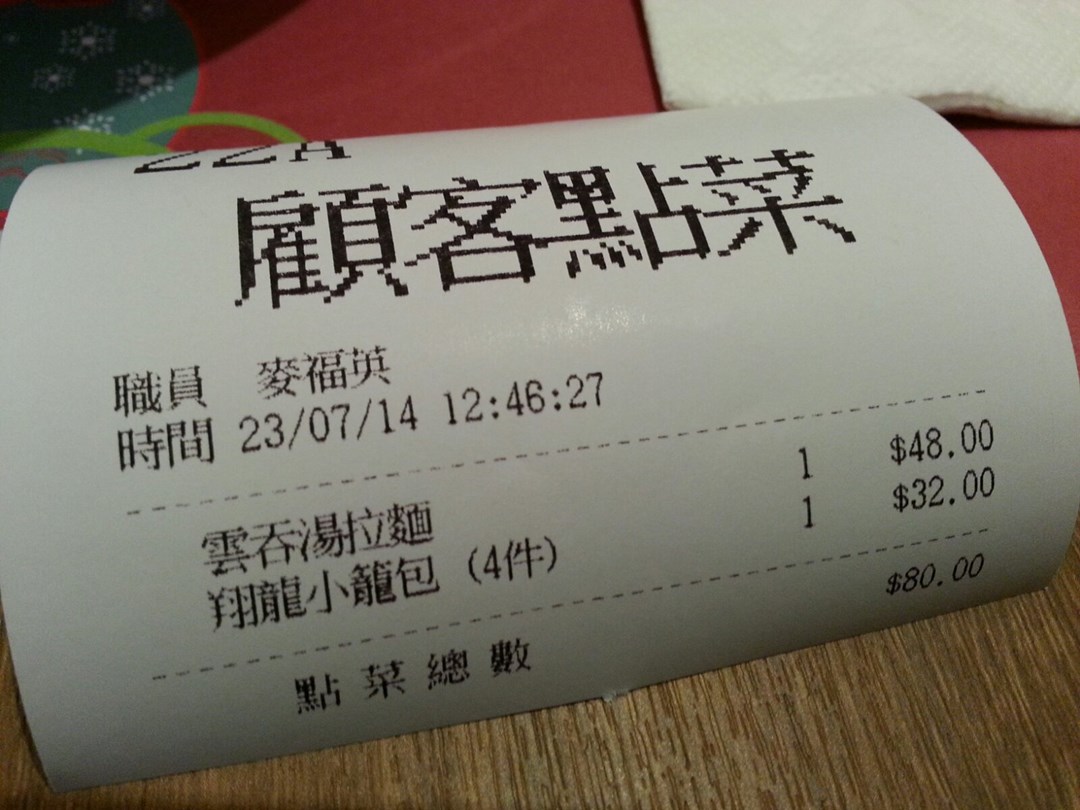 22A
顧客點菜
職員 麥福英
時間 23/07/14 12:46:27
雲吞湯拉麵 1 $48.00
翔龍小籠包 (4件) 1 $32.00
點菜總數 $80.00